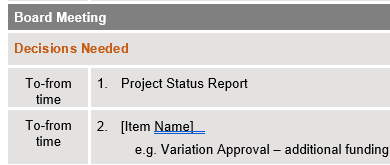 Board Meeting
Decisions Needed
To-from time
1. Project Status Report
To-from time
2. [Item Name]
e.g. Variation Approval – additional funding